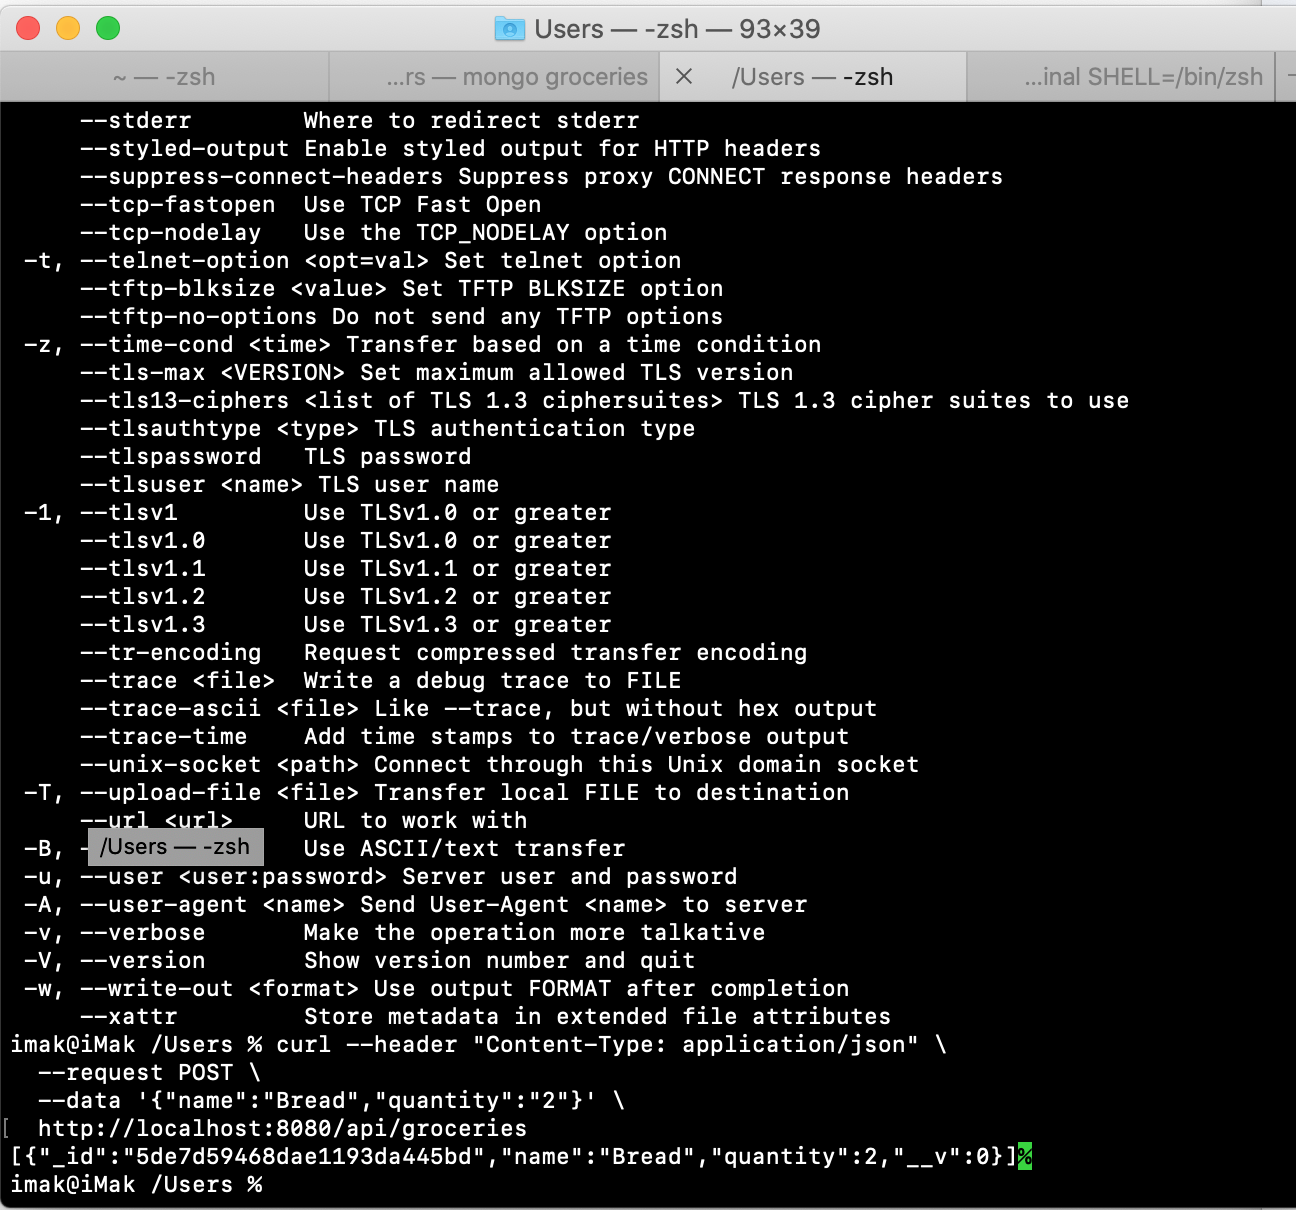 Users — -zsh — 93×39
~ — -zsh
...rs — mongo groceries
/Users — -zsh
...inal SHELL=/bin/zsh
--stderr Where to redirect stderr
--styled-output Enable styled output for HTTP headers
--suppress-connect-headers Suppress proxy CONNECT response headers
--tcp-fastopen Use TCP Fast Open
--tcp-nodelay Use the TCP_NODELAY option
-t, --telnet-option <opt=val> Set telnet option
--tftp-blksize <value> Set TFTP BLKSIZE option
--tftp-no-options Do not send any TFTP options
-z, --time-cond <time> Transfer based on a time condition
--tls-max <VERSION> Set maximum allowed TLS version
--tls13-ciphers <list of TLS 1.3 ciphersuites> TLS 1.3 cipher suites to use
--tlsauthtype <type> TLS authentication type
--tlspassword TLS password
--tlsuser <name> TLS user name
-1, --tlsv1 Use TLSv1.0 or greater
--tlsv1.0 Use TLSv1.0 or greater
--tlsv1.1 Use TLSv1.1 or greater
--tlsv1.2 Use TLSv1.2 or greater
--tlsv1.3 Use TLSv1.3 or greater
--tr-encoding Request compressed transfer encoding
--trace <file> Write a debug trace to FILE
--trace-ascii <file> Like --trace, but without hex output
--trace-time Add time stamps to trace/verbose output
--unix-socket <path> Connect through this Unix domain socket
-T, --upload-file <file> Transfer local FILE to destination
--url <url> URL to work with
-B, - /Users — -zsh Use ASCII/text transfer
-u, --user <user:password> Server user and password
-A, --user-agent <name> Send User-Agent <name> to server
-v, --verbose Make the operation more talkative
-V, --version Show version number and quit
-w, --write-out <format> Use output FORMAT after completion
--xattr Store metadata in extended file attributes
imak@iMak /Users % curl --header "Content-Type: application/json" \
--request POST \
--data '{"name":"Bread","quantity":"2"}' \
[ http://localhost:8080/api/groceries
[{"_id":"5de7d59468dae1193da445bd","name":"Bread","quantity":2,"__v":0}]%
imak@iMak /Users %